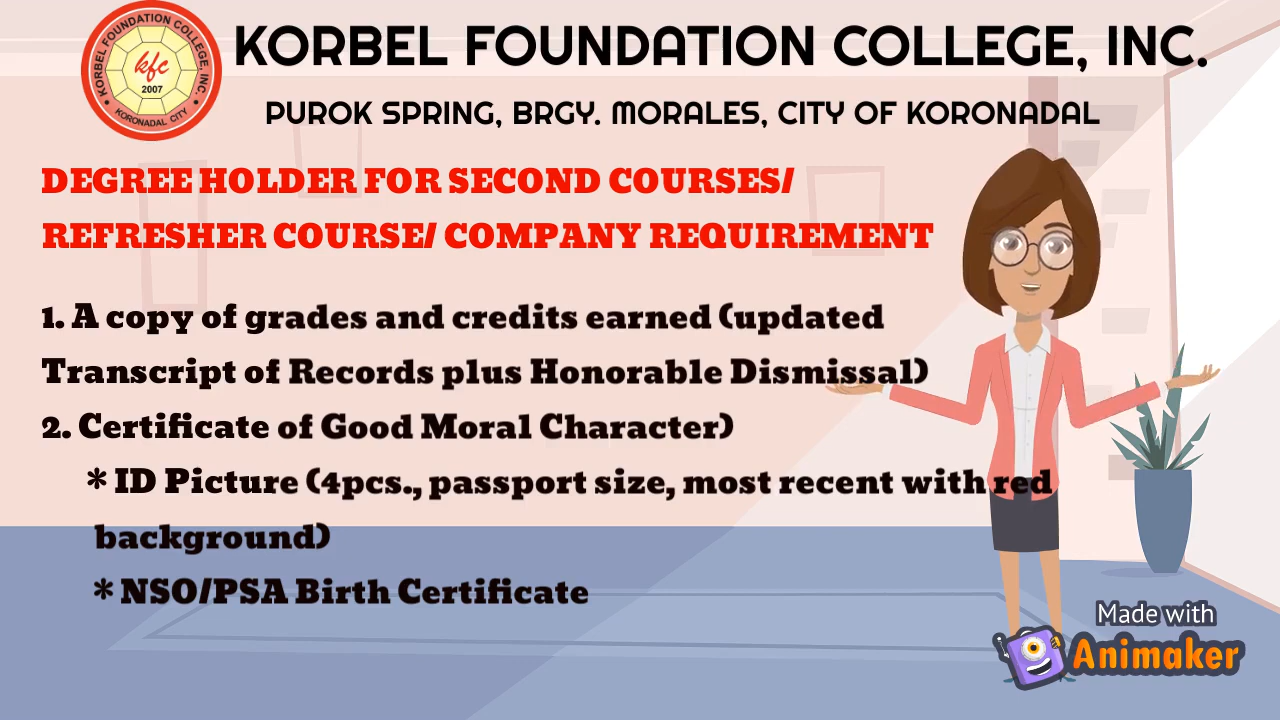 KORBEL FOUNDATION COLLEGE, INC.
kfc
2007
KORONADAL CITY
KORBEL FOUNDATION COLLEGE, INC.
PUROK SPRING, BRGY. MORALES, CITY OF KORONADAL
DEGREE HOLDER FOR SECOND COURSES/
REFRESHER COURSE/ COMPANY REQUIREMENT
1. A copy of grades and credits earned (updated
Transcript of Records plus Honorable Dismissal)
2. Certificate of Good Moral Character)
* ID Picture (4pcs., passport size, most recent with red
background)
* NSO/PSA Birth Certificate
Made with
Animaker